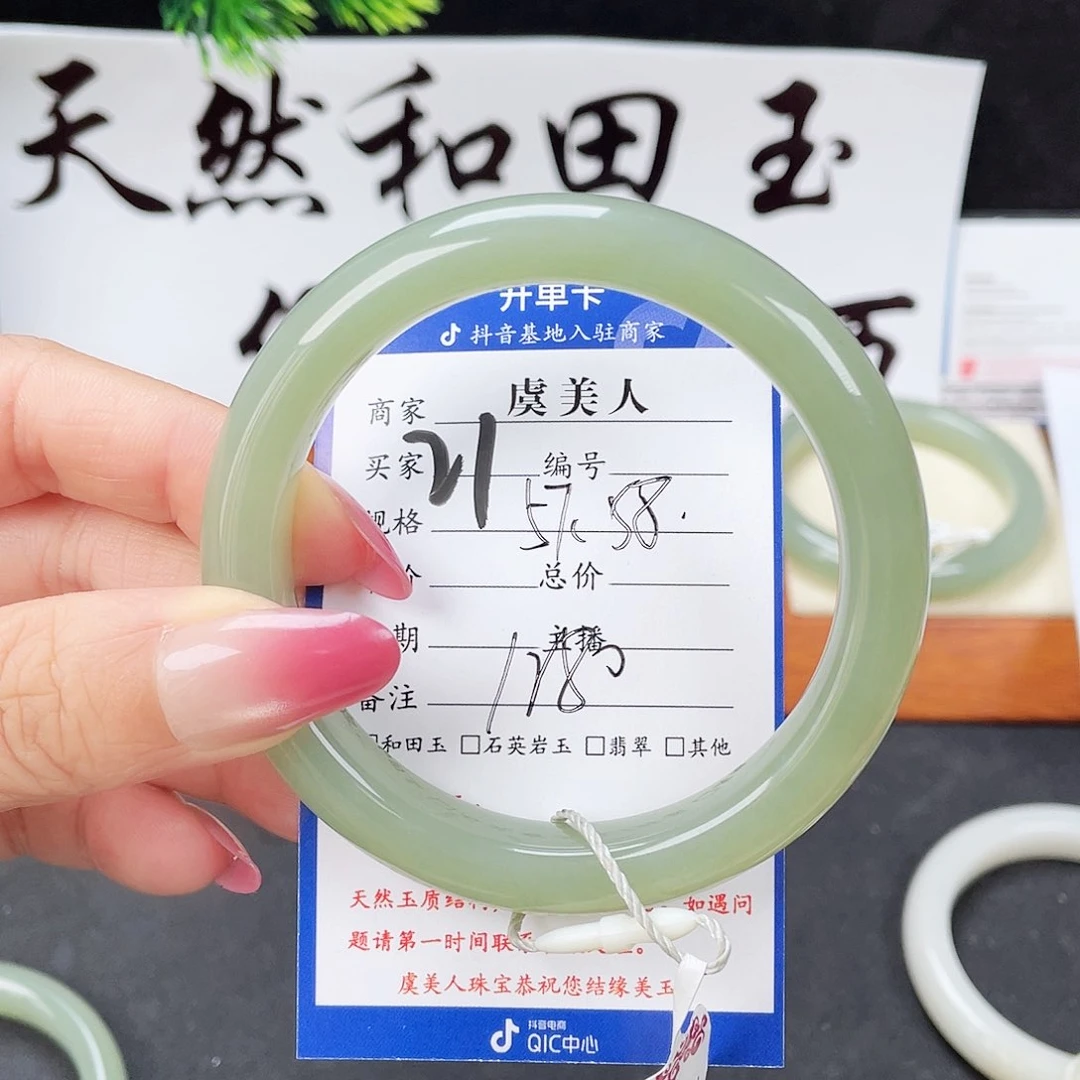 天然和田玉
开单卡
抖音基地入驻商家
商家 虞美人
买家 21 编号
规格 57.58.
总价
期 主播
178
备注
和田玉 □石英岩玉 □翡翠 □其他
天然玉质结 如遇问
题请第一时间联
虞美人珠宝恭祝您结缘美玉
抖音电商
QIC中心